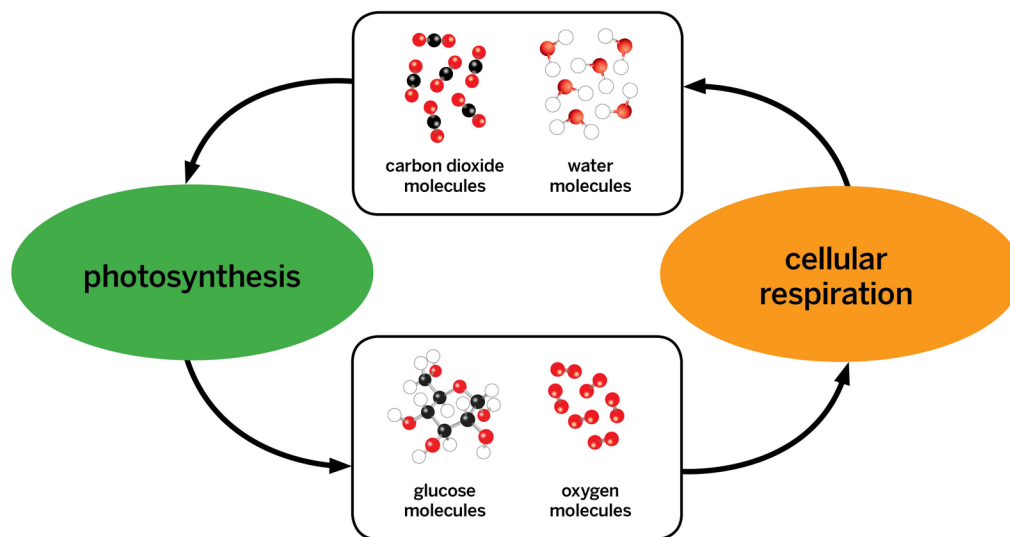 carbon dioxide
molecules
water
molecules
photosynthesis
cellular
respiration
glucose
molecules
oxygen
molecules